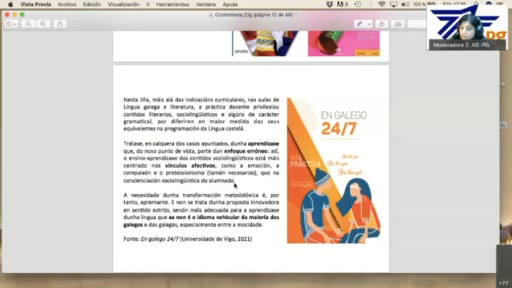 Vista Previa Archivo Edición Visualización Ir Herramientas Ventana Ayuda
Conferencia_Cig (página 12 de 48)
Moderadora 2. AS-PG.
pg
Nesta liña, máis alá das indicacións curriculares, nas aulas de
Lingua galega e literatura, a práctica docente privilexiou
contidos literarios, sociolingüísticos e algúns de carácter
gramatical, por diferiren en maior medida dos seus
equivalentes na programación da Lingua castelá.
Trátase, en calquera dos casos apuntados, dunha aprendizaxe
que, do noso punto de vista, parte dun enfoque erróneo: así,
o ensino-aprendizaxe dos contidos sociolingüísticos está máis
centrado nos vínculos afectivos, como a emoción, a
compaixón e o proteccionismo (tamén necesarios), que na
concienciación sociolingüística do alumnado.
A necesidade dunha transformación metodolóxica é, por
tanto, apremante. E non se trata dunha proposta innovadora
en sentido estrito, senón máis adecuada para a aprendizaxe
dunha lingua que xa non é o idioma vehicular da maioría dos
galegos e das galegas, especialmente entre a mocidade.
Fonte: En galego 24/7 (Universidade de Vigo, 2021)
EN GALEGO
24/7
PRÁCTICA
+77